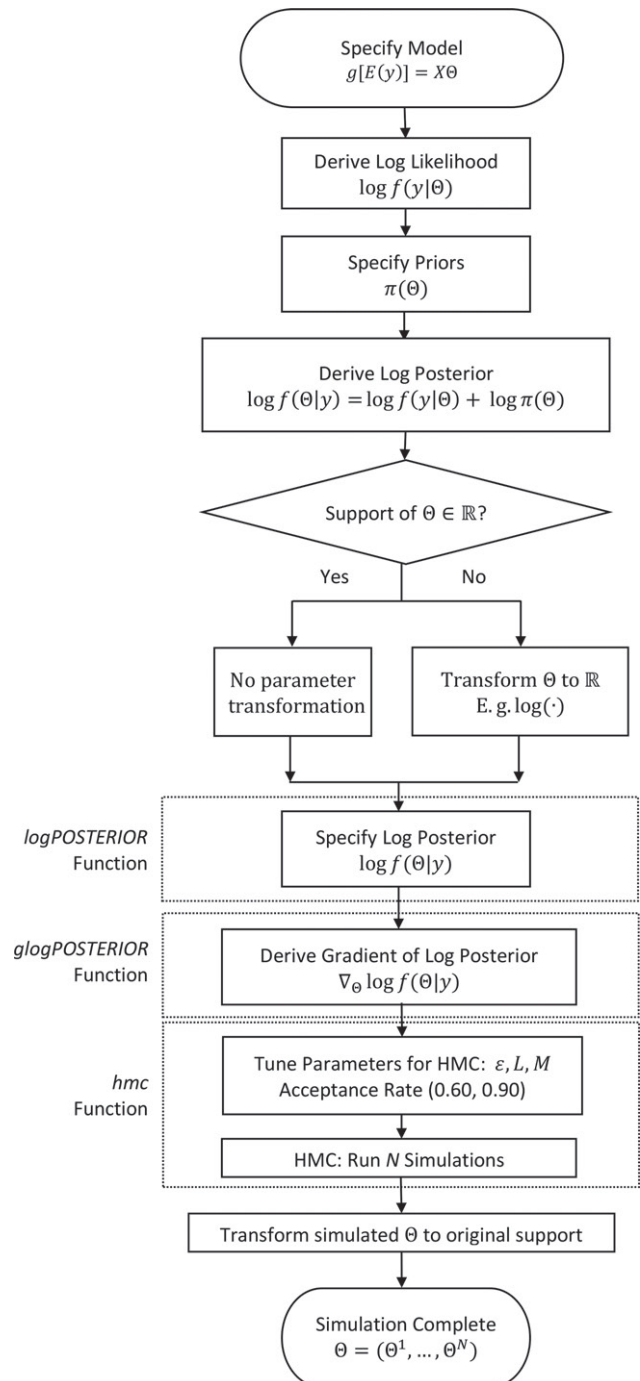 Specify Model
g[E(y)] = XΘ
Derive Log Likelihood
log f(y|Θ)
Specify Priors
π(Θ)
Derive Log Posterior
log f(Θ|y) = log f(y|Θ) + log π(Θ)
Support of Θ ∈ ℝ?
Yes No
No parameter
transformation
Transform Θ to ℝ
E. g. log(·)
logPOSTERIOR
Function
Specify Log Posterior
log f(Θ|y)
glogPOSTERIOR
Function
Derive Gradient of Log Posterior
∇Θ log f(Θ|y)
hmc
Function
Tune Parameters for HMC: ε, L, M
Acceptance Rate (0.60, 0.90)
HMC: Run N Simulations
Transform simulated Θ to original support
Simulation Complete
Θ = (Θ¹, … , Θᴺ)